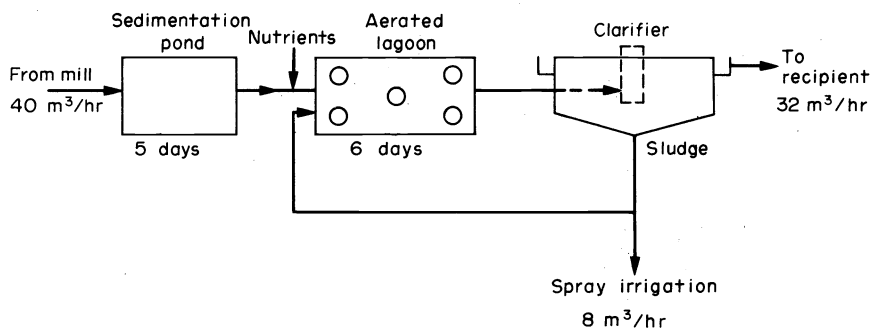 Sedimentation
pond
Nutrients
Aerated
lagoon
Clarifier
From mill
40 m³/hr
To
recipient
32 m³/hr
5 days
6 days
Sludge
Spray irrigation
8 m³/hr